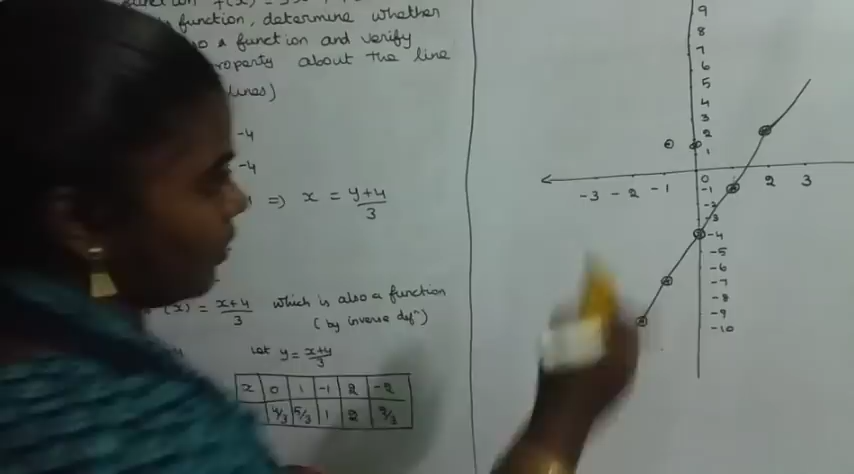 function, determine whether
a function and verify
property about the line
lines)
-4
-4
=> x = y+4/3
(x) = x+4/3 which is also a function
(by inverse defⁿ)
Let y = x+4/3
x 0 1 -1 2 -2
4/3 5/3 1 2 2/3
9
8
7
6
5
4
3
2
1
-3 -2 -1 0 2 3
-1
-2
-3
-4
-5
-6
-7
-8
-9
-10